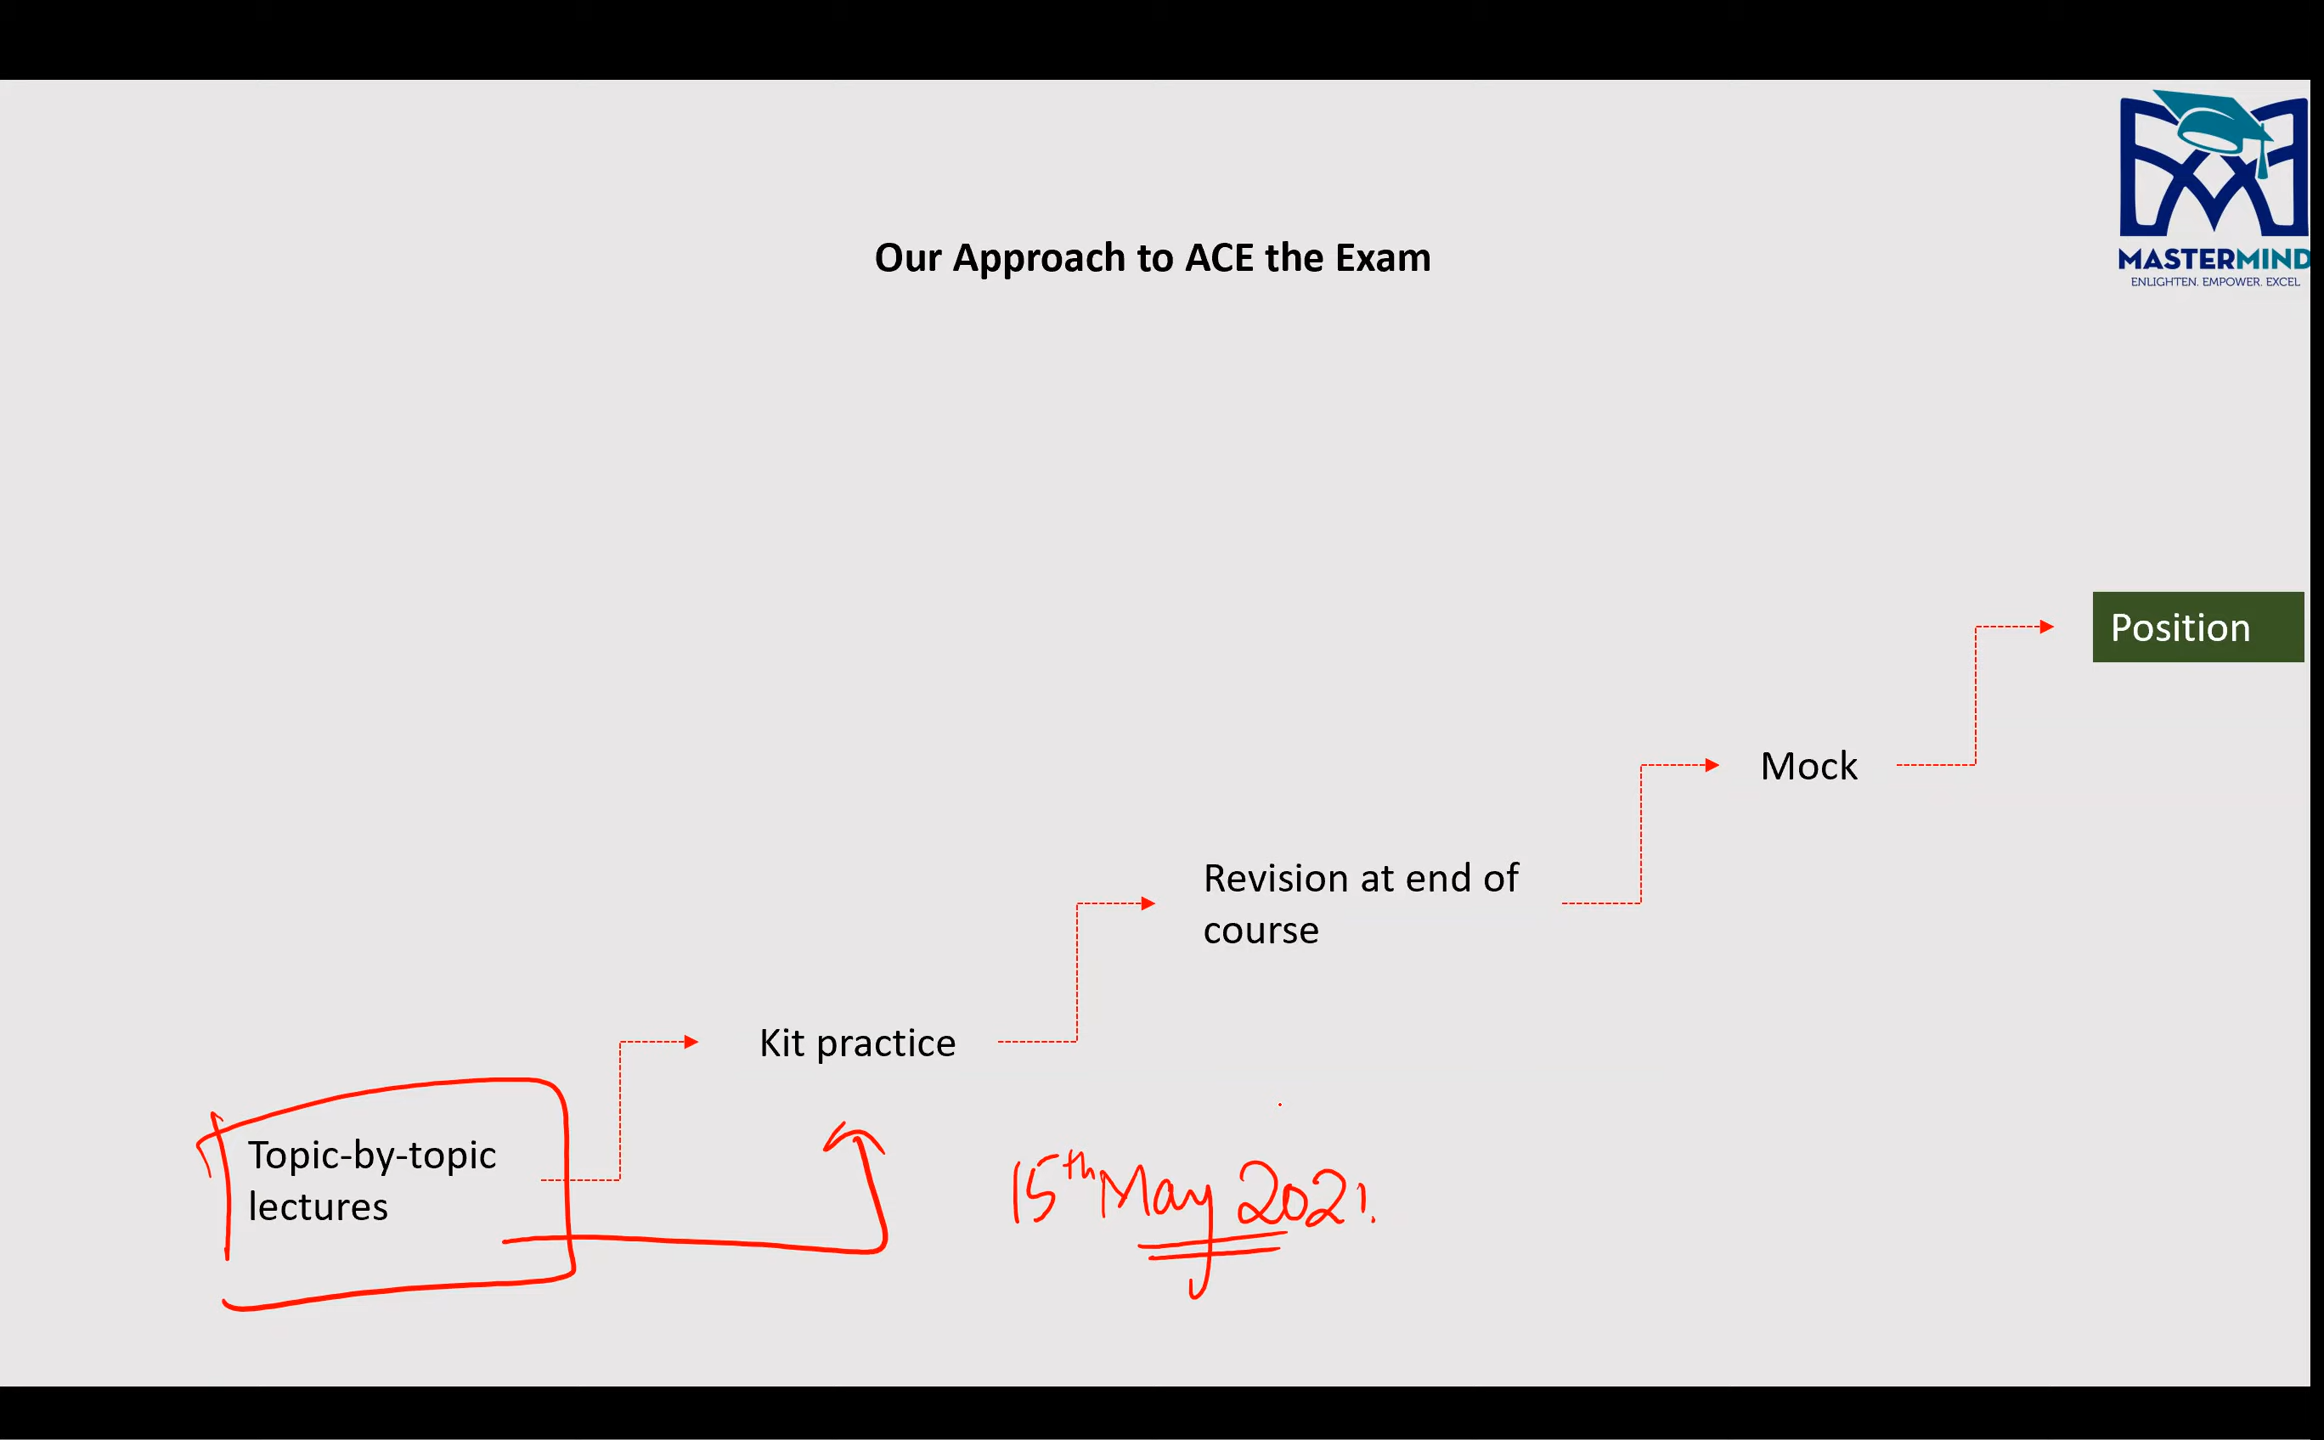 MASTERMIND
ENLIGHTEN. EMPOWER. EXCEL
Our Approach to ACE the Exam
Position
Mock
Revision at end of
course
Kit practice
Topic-by-topic
lectures
15th May 2021.